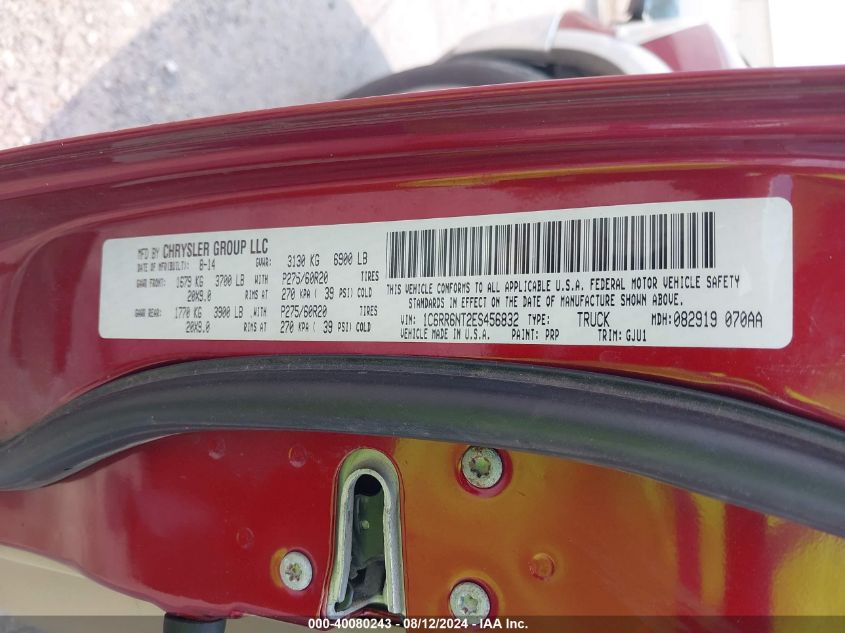 MFD BY CHRYSLER GROUP LLC
DATE OF MFR(BUILT): 8-14 GVWR: 3130 KG 6900 LB
GAWR FRONT: 1679 KG 3700 LB WITH P275/60R20 TIRES
20X9.0 RIMS AT 270 KPA ( 39 PSI) COLD
GAWR REAR: 1770 KG 3900 LB WITH P275/60R20 TIRES
20X9.0 RIMS AT 270 KPA ( 39 PSI) COLD
THIS VEHICLE CONFORMS TO ALL APPLICABLE U.S.A. FEDERAL MOTOR VEHICLE SAFETY
STANDARDS IN EFFECT ON THE DATE OF MANUFACTURE SHOWN ABOVE.
VIN: 1C6RR6NT2ES456832 TYPE: TRUCK MDH: 082919 070AA
VEHICLE MADE IN U.S.A. PAINT: PRP TRIM: GJU1
000-40080243 - 08/12/2024 - IAA Inc.